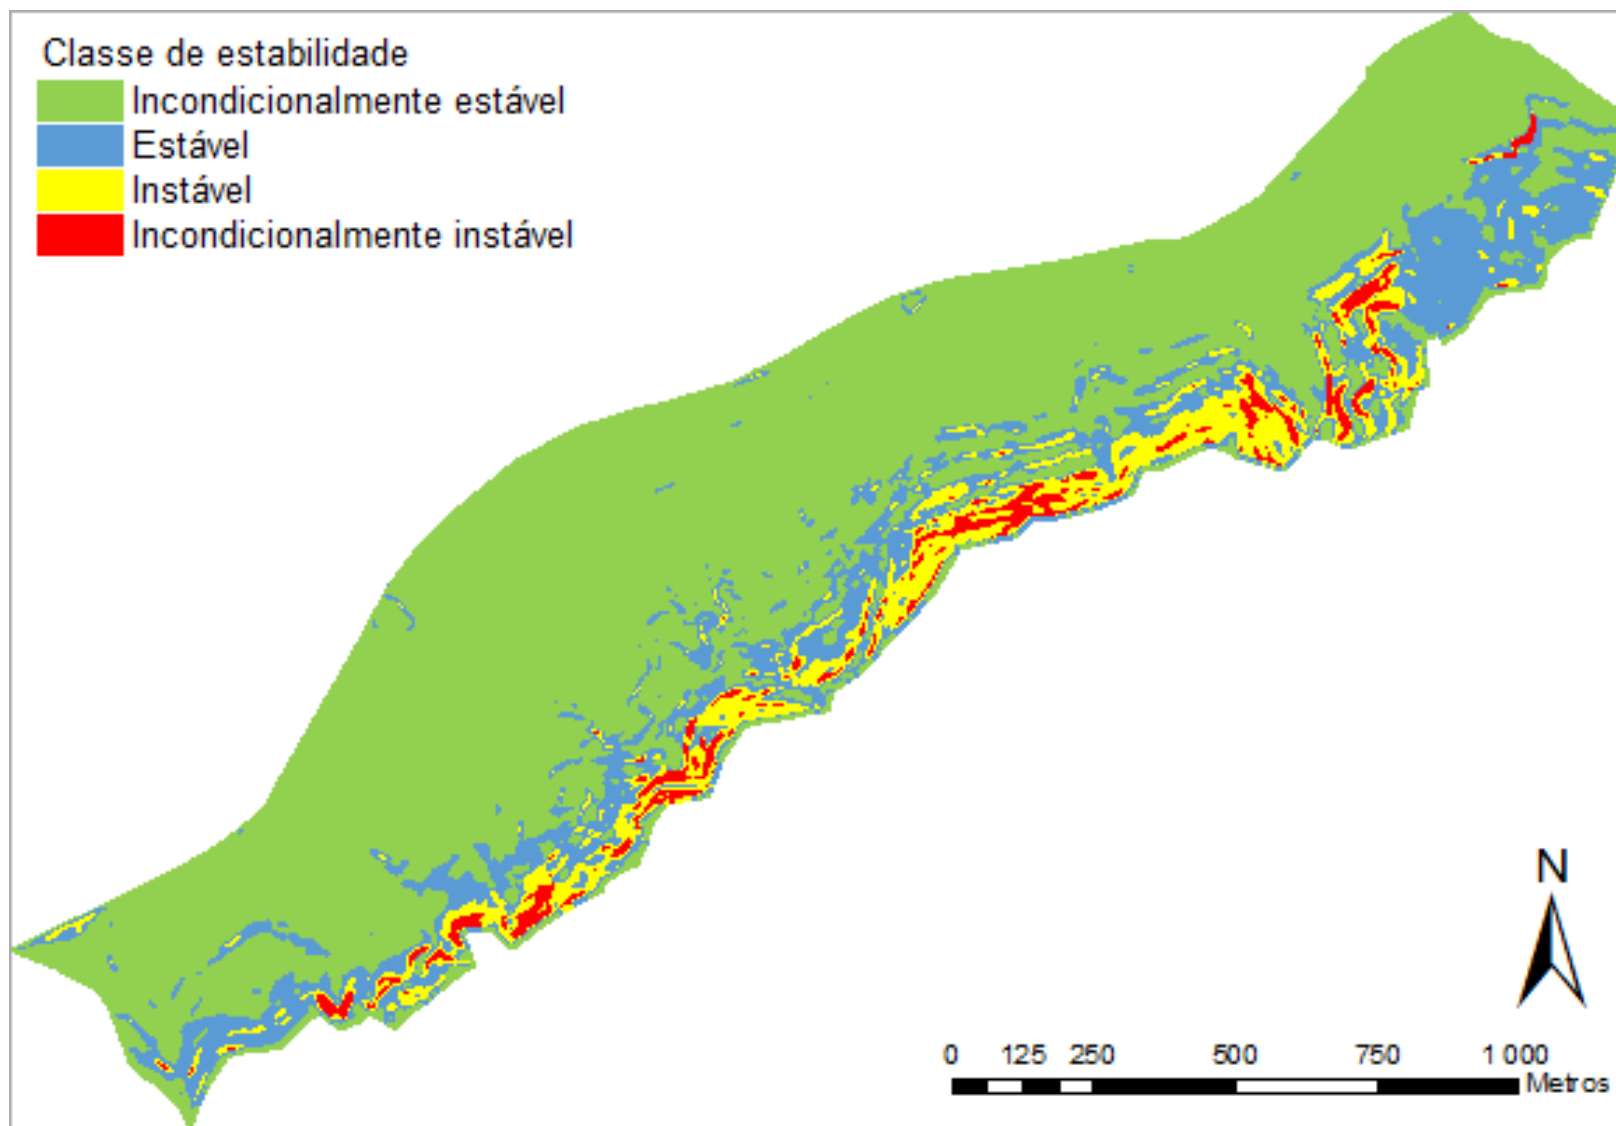 Classe de estabilidade
Incondicionalmente estável
Estável
Instável
Incondicionalmente instável
N
0 125 250 500 750 1 000
Metros